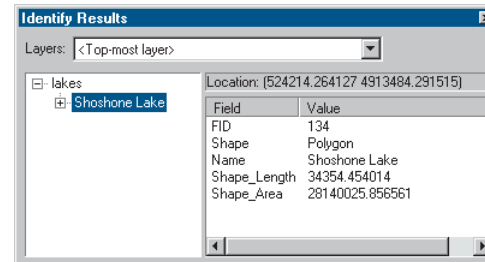 Identify Results
Layers: <Top-most layer>
lakes
Shoshone Lake
Location: (524214.264127 4913484.291515)
Field Value
FID 134
Shape Polygon
Name Shoshone Lake
Shape_Length 34354.454014
Shape_Area 28140025.856561